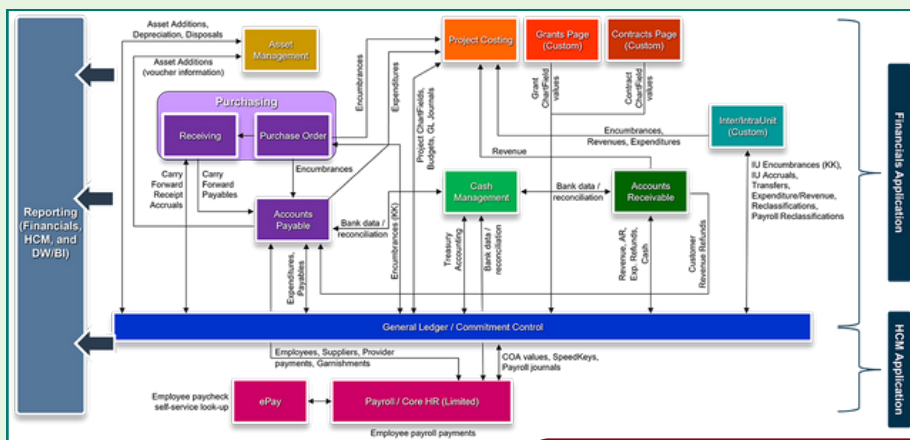 Reporting
(Financials,
HCM, and
DW/BI)
Asset Additions,
Depreciation, Disposals
Asset Additions
(voucher information)
Asset
Management
Purchasing
Receiving
Purchase Order
Encumbrances
Expenditures
Encumbrances
Carry
Forward
Receipt
Accruals
Carry
Forward
Payables
Accounts
Payable
Bank data /
reconciliation
Expenditures,
Payables
Encumbrances (KK)
Project Costing
Grants Page
(Custom)
Contracts Page
(Custom)
Project ChartFields,
Budgets, GL Journals
Grant
ChartField
values
Contract
ChartField
values
Revenue
Encumbrances,
Revenues, Expenditures
Inter/IntraUnit
(Custom)
IU Encumbrances (KK),
IU Accruals,
Transfers,
Expenditure/Revenue,
Reclassifications,
Payroll Reclassifications
Cash
Management
Bank data /
reconciliation
Accounts
Receivable
Treasury
Accounting
Bank data /
reconciliation
Revenue, AR,
Exp. Refunds,
Cash
Customer
Revenue Refunds
General Ledger / Commitment Control
Employees, Suppliers, Provider
payments, Garnishments
COA values, SpeedKeys,
Payroll journals
Employee paycheck
self-service look-up
ePay
Payroll / Core HR (Limited)
Employee payroll payments
Financials Application
HCM Application